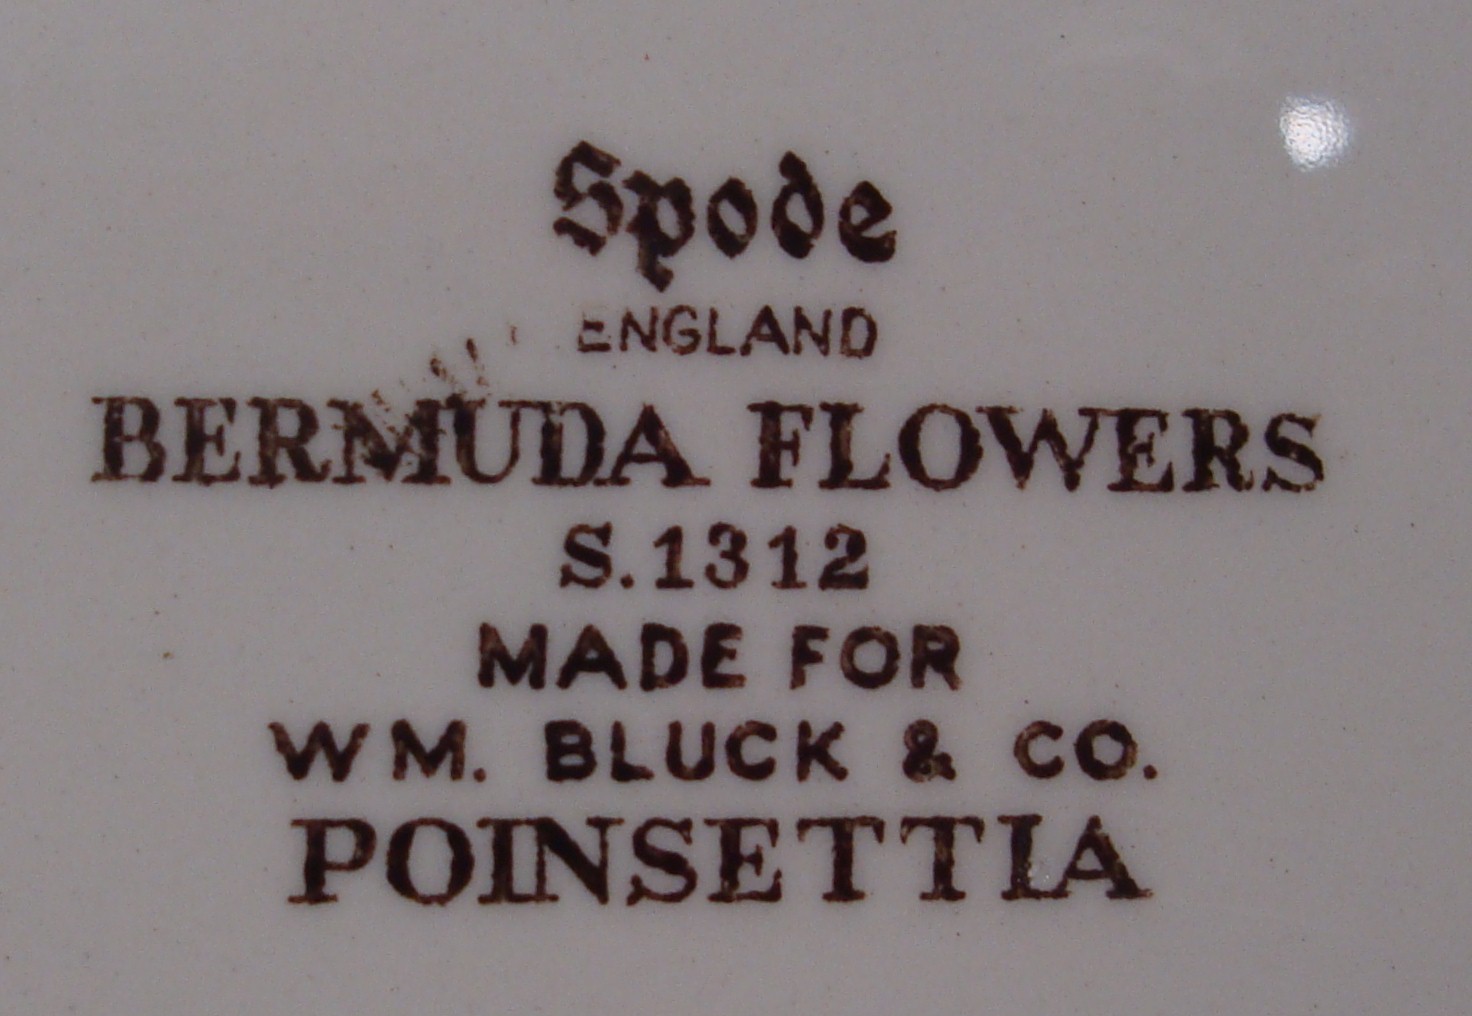 Spode
ENGLAND
BERMUDA FLOWERS
S.1312
MADE FOR
WM. BLUCK & CO.
POINSETTIA